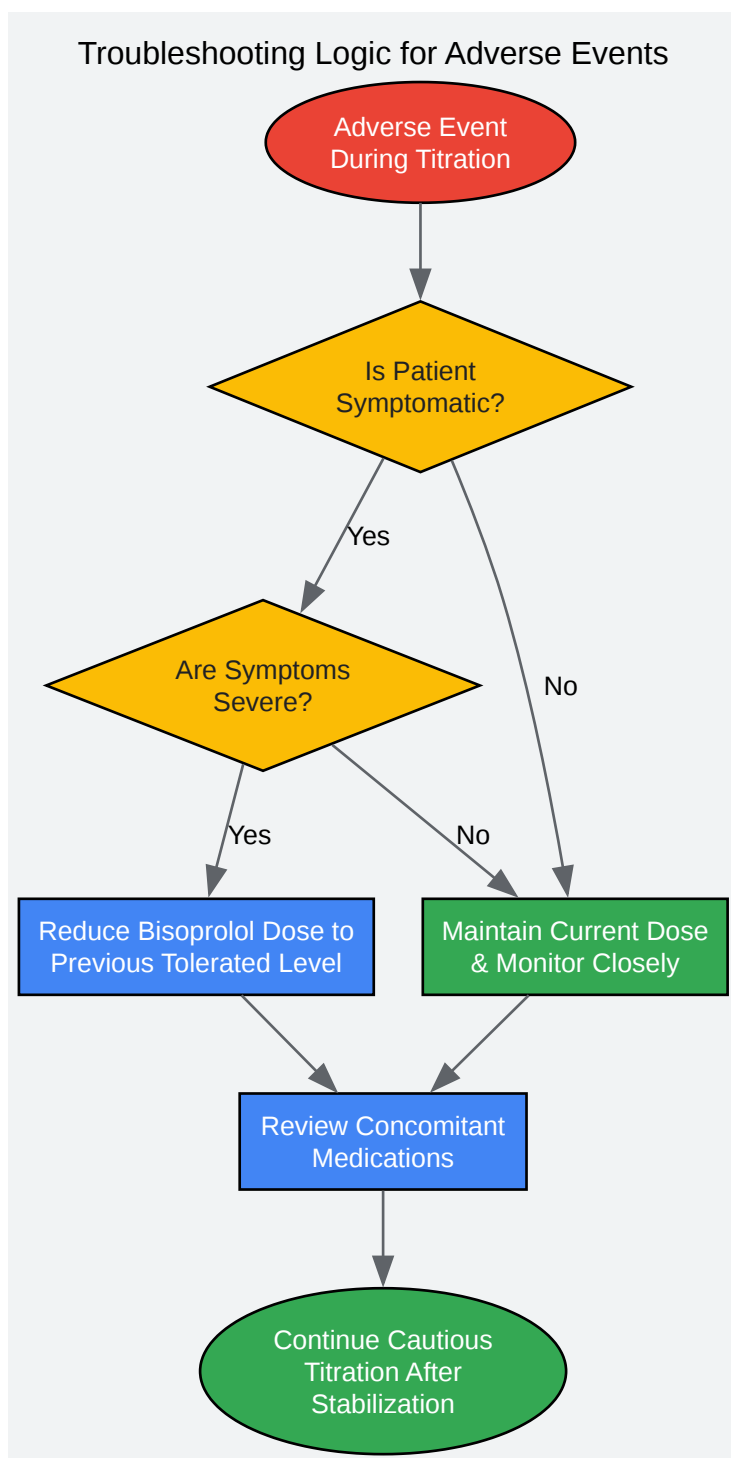 Troubleshooting Logic for Adverse Events
Adverse Event
During Titration
Is Patient
Symptomatic?
Yes
Are Symptoms
Severe?
No
Yes
No
Reduce Bisoprolol Dose to
Previous Tolerated Level
Maintain Current Dose
& Monitor Closely
Review Concomitant
Medications
Continue Cautious
Titration After
Stabilization